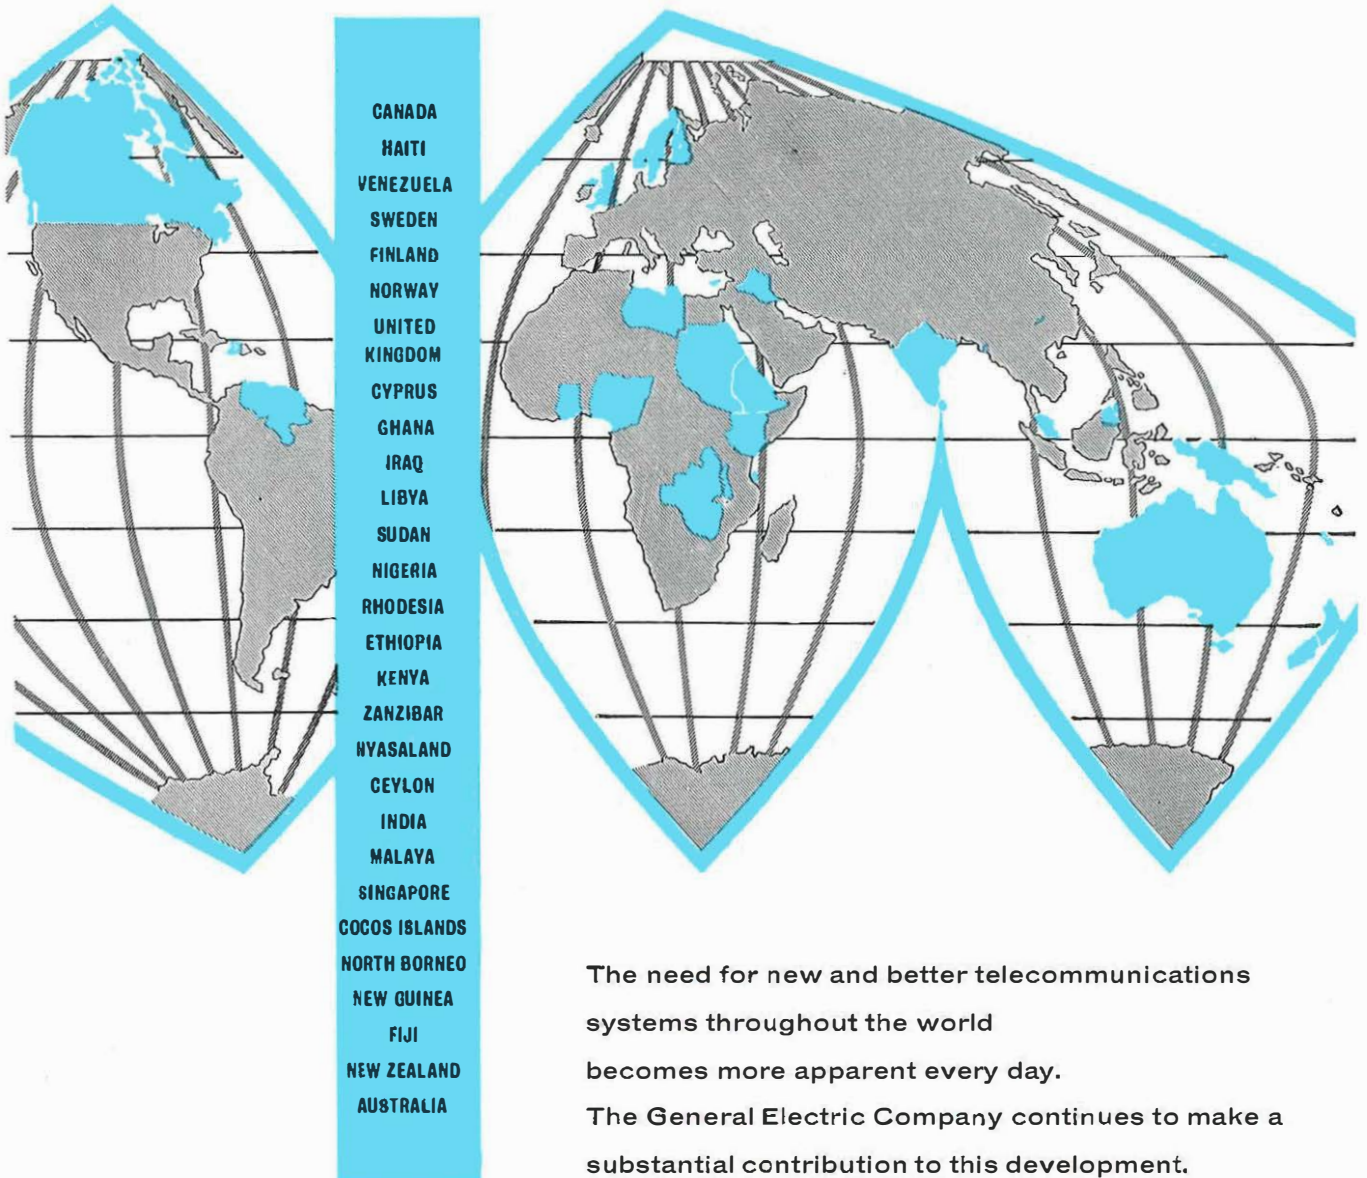 CANADA
HAITI
VENEZUELA
SWEDEN
FINLAND
NORWAY
UNITED
KINGDOM
CYPRUS
GHANA
IRAQ
LIBYA
SUDAN
NIGERIA
RHODESIA
ETHIOPIA
KENYA
ZANZIBAR
NYASALAND
CEYLON
INDIA
MALAYA
SINGAPORE
COCOS ISLANDS
NORTH BORNEO
NEW GUINEA
FIJI
NEW ZEALAND
AUSTRALIA
The need for new and better telecommunications
systems throughout the world
becomes more apparent every day.
The General Electric Company continues to make a
substantial contribution to this development.